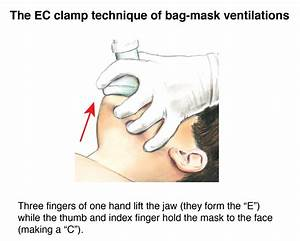 The EC clamp technique of bag-mask ventilations
Three fingers of one hand lift the jaw (they form the “E”)
while the thumb and index finger hold the mask to the face
(making a “C”).